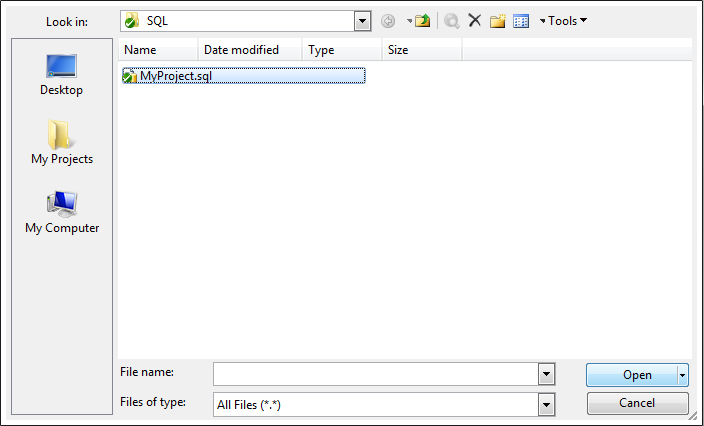 Look in: SQL Tools
Name Date modified Type Size
MyProject.sql
Desktop
My Projects
My Computer
File name: Open
Files of type: All Files (*.*) Cancel